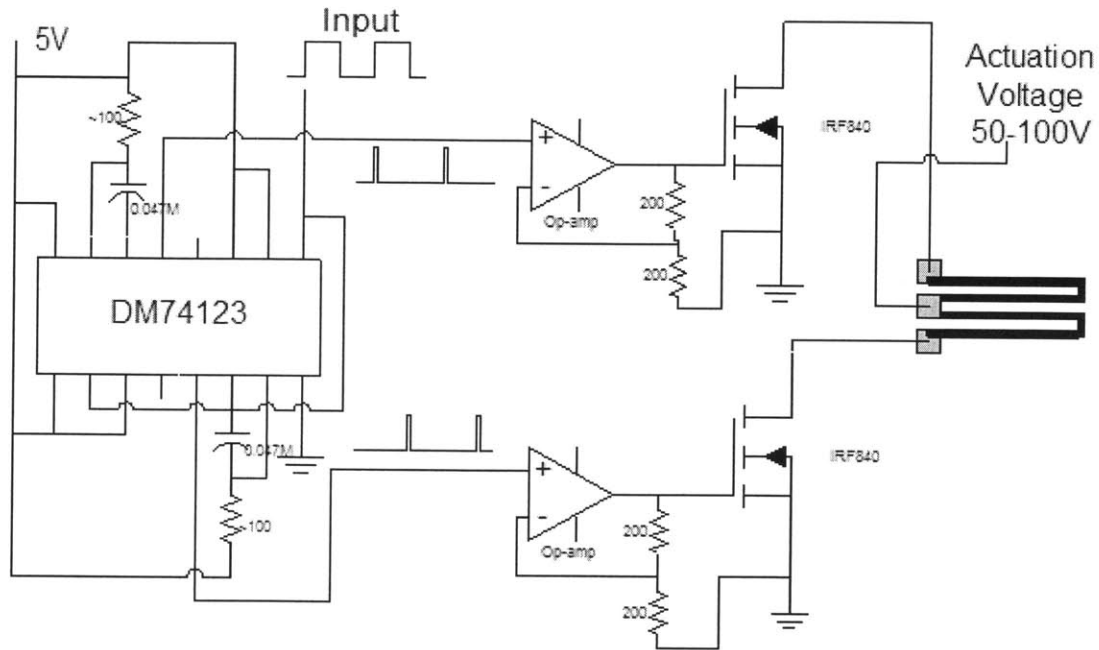 5V
Input
Actuation
Voltage
50-100V
~100
IRF840
+
-
Op-amp
200
200
0.047M
DM74123
0.047M
~100
+
-
Op-amp
200
200
IRF840